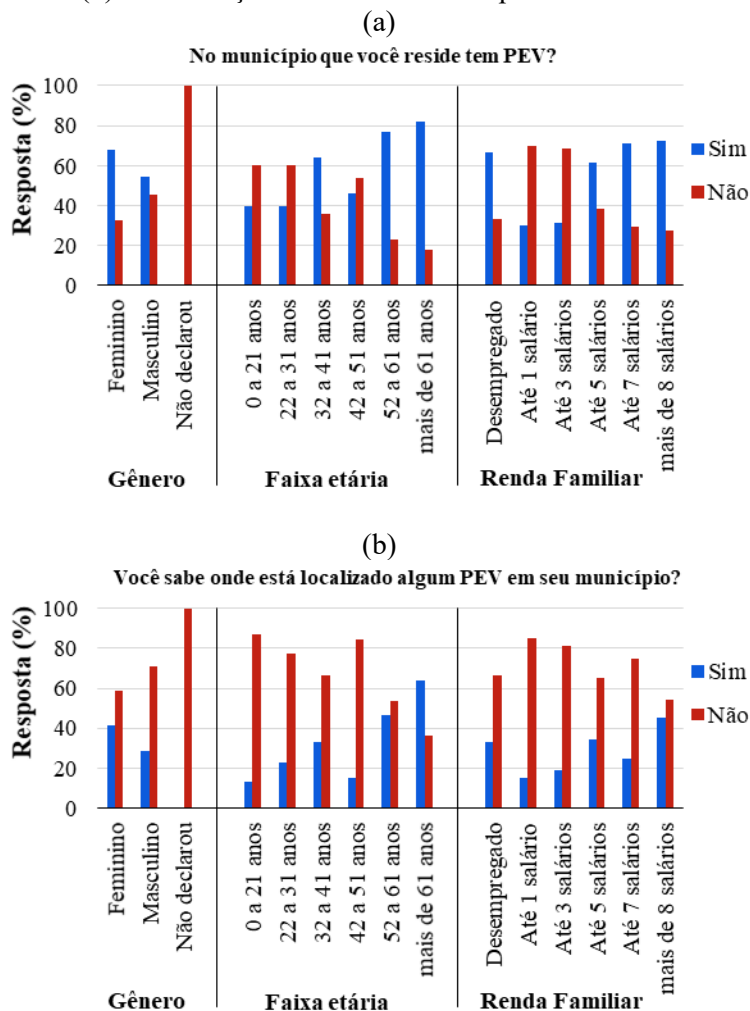 (a)
No município que você reside tem PEV?
Resposta (%)
100
80
60
40
20
0
Sim
Não
Feminino
Masculino
Não declarou
0 a 21 anos
22 a 31 anos
32 a 41 anos
42 a 51 anos
52 a 61 anos
mais de 61 anos
Desempregado
Até 1 salário
Até 3 salários
Até 5 salários
Até 7 salários
mais de 8 salários
Gênero
Faixa etária
Renda Familiar
(b)
Você sabe onde está localizado algum PEV em seu município?
Resposta (%)
100
80
60
40
20
0
Sim
Não
Feminino
Masculino
Não declarou
0 a 21 anos
22 a 31 anos
32 a 41 anos
42 a 51 anos
52 a 61 anos
mais de 61 anos
Desempregado
Até 1 salário
Até 3 salários
Até 5 salários
Até 7 salários
mais de 8 salários
Gênero
Faixa etária
Renda Familiar